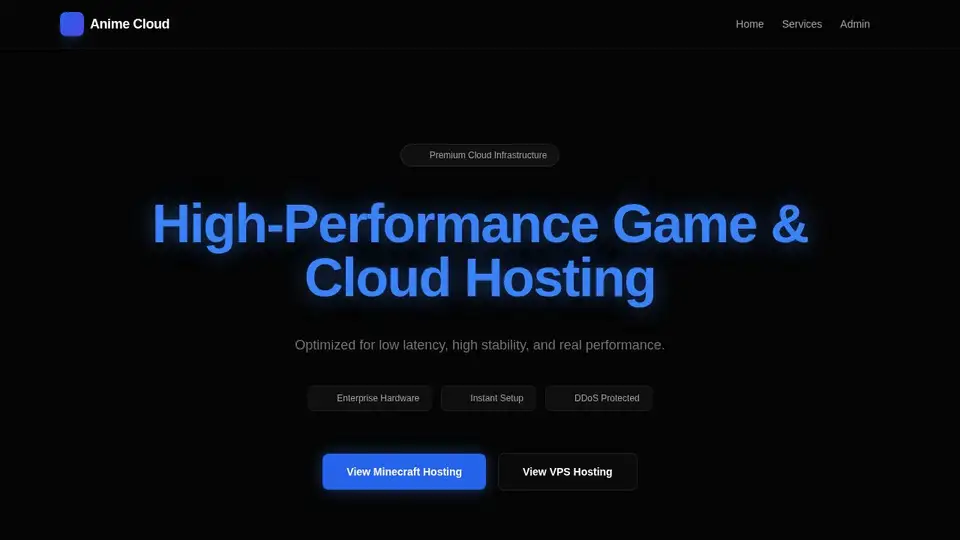 Anime Cloud
Home Services Admin
Premium Cloud Infrastructure
High-Performance Game &
Cloud Hosting
Optimized for low latency, high stability, and real performance.
Enterprise Hardware Instant Setup DDoS Protected
View Minecraft Hosting View VPS Hosting